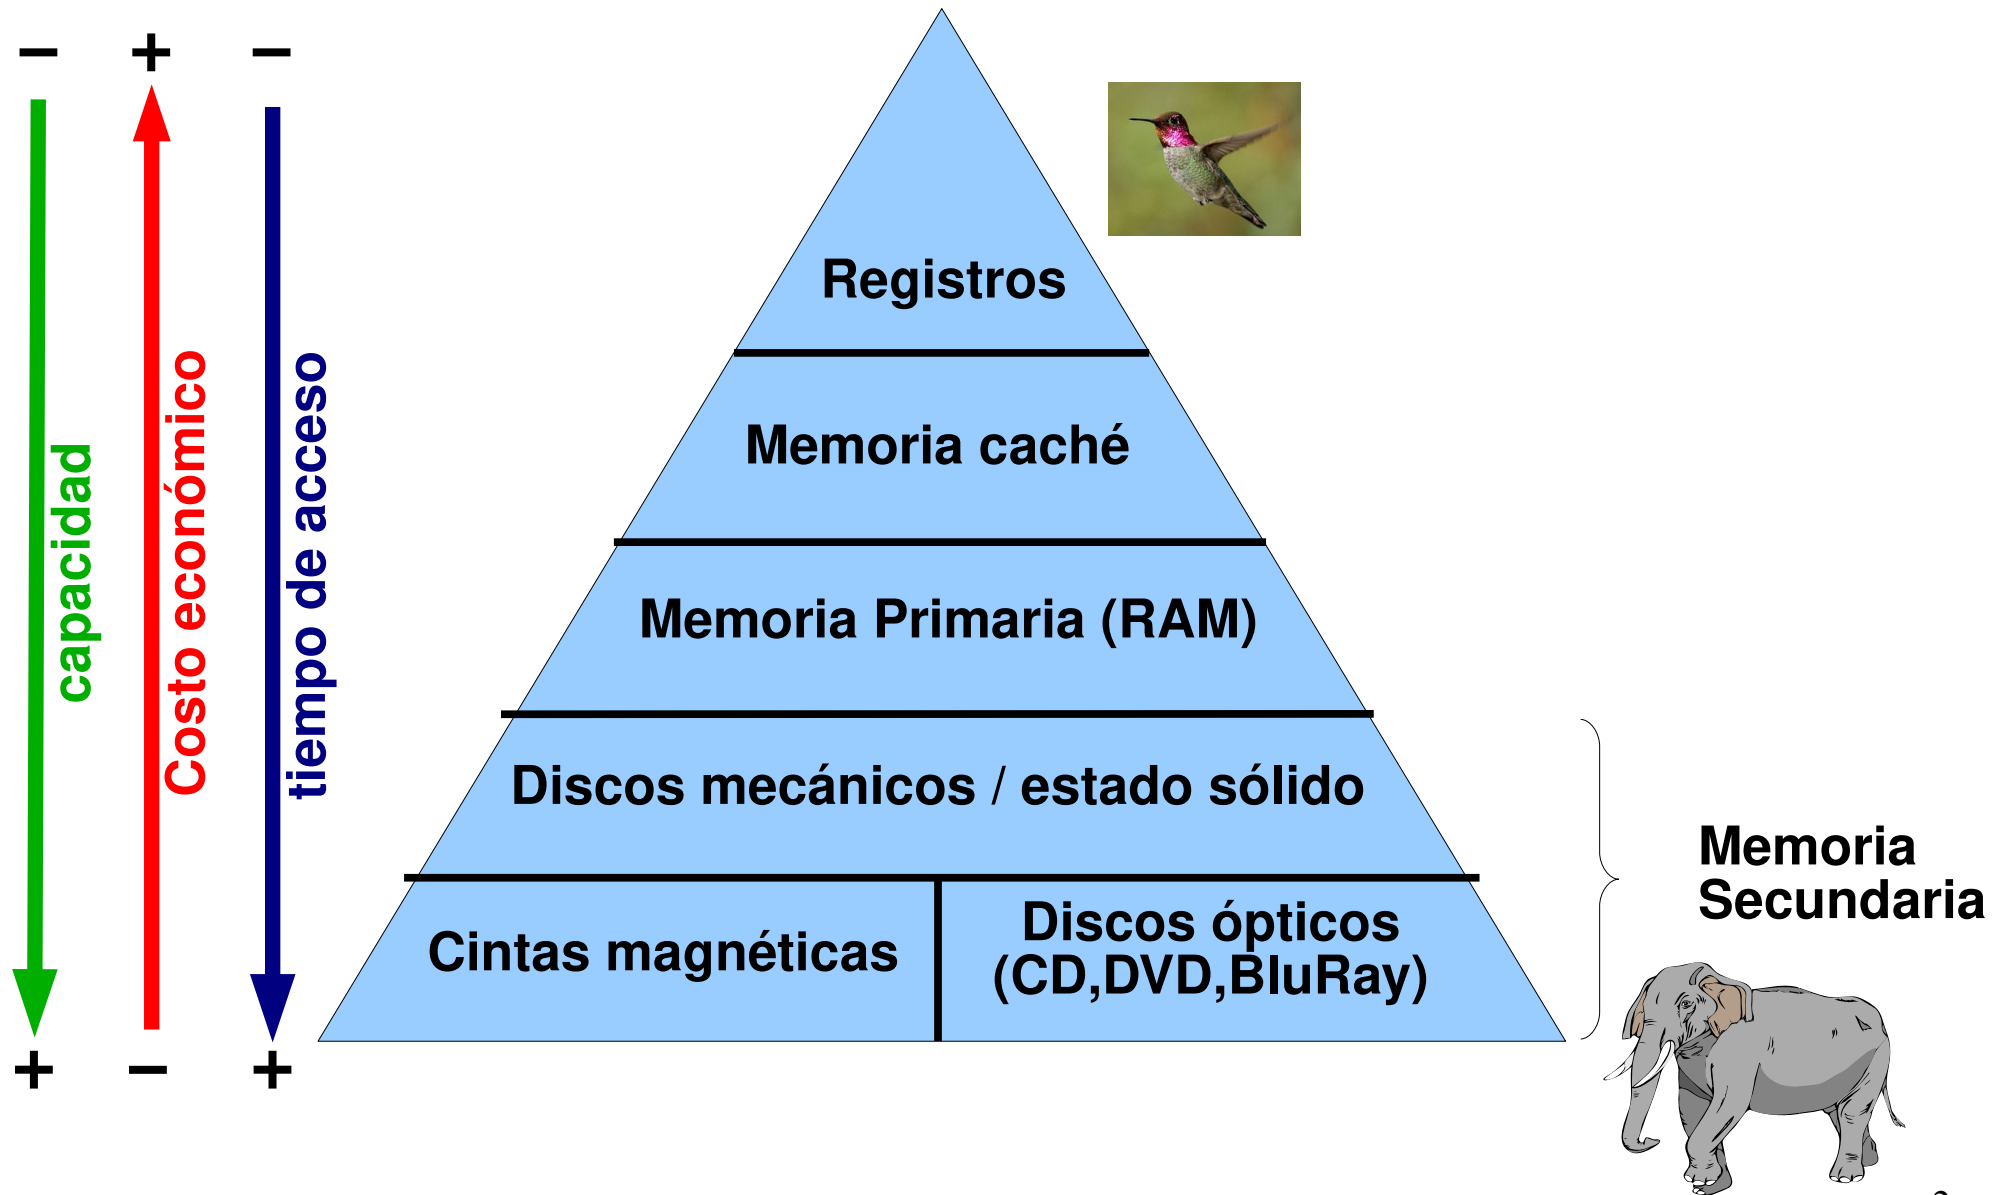 − + −
capacidad
Costo económico
tiempo de acceso
+ − +
Registros
Memoria caché
Memoria Primaria (RAM)
Discos mecánicos / estado sólido
Cintas magnéticas
Discos ópticos
(CD,DVD,BluRay)
Memoria
Secundaria